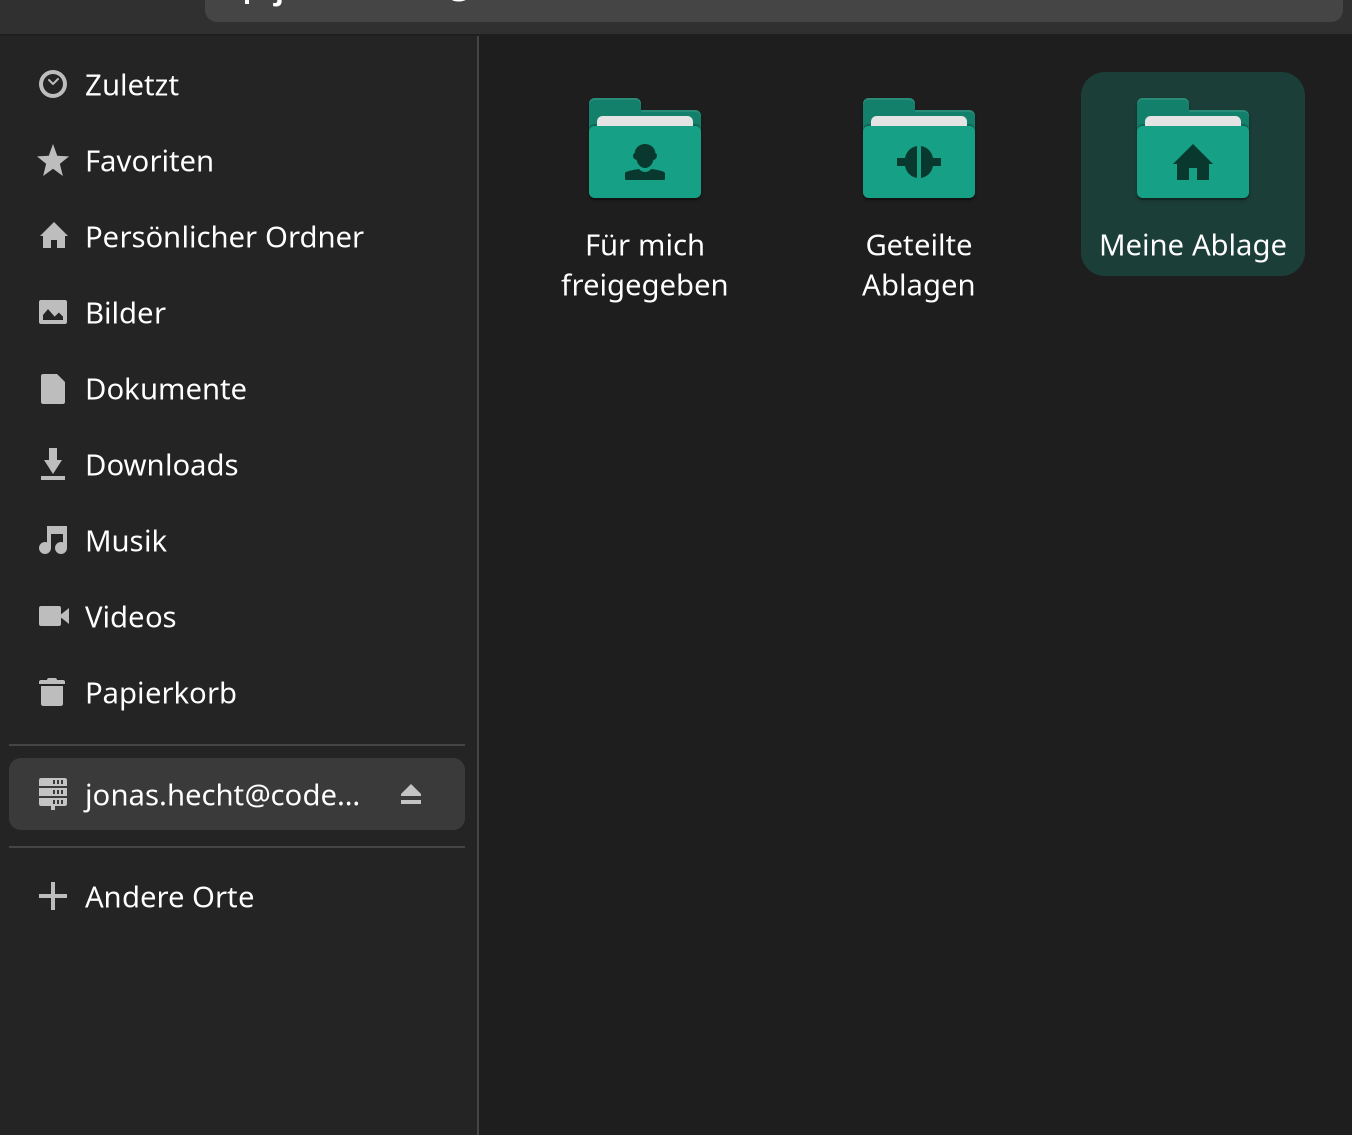 Zuletzt
Favoriten
Persönlicher Ordner
Bilder
Dokumente
Downloads
Musik
Videos
Papierkorb
jonas.hecht@code...
Andere Orte
Für mich
freigegeben
Geteilte
Ablagen
Meine Ablage